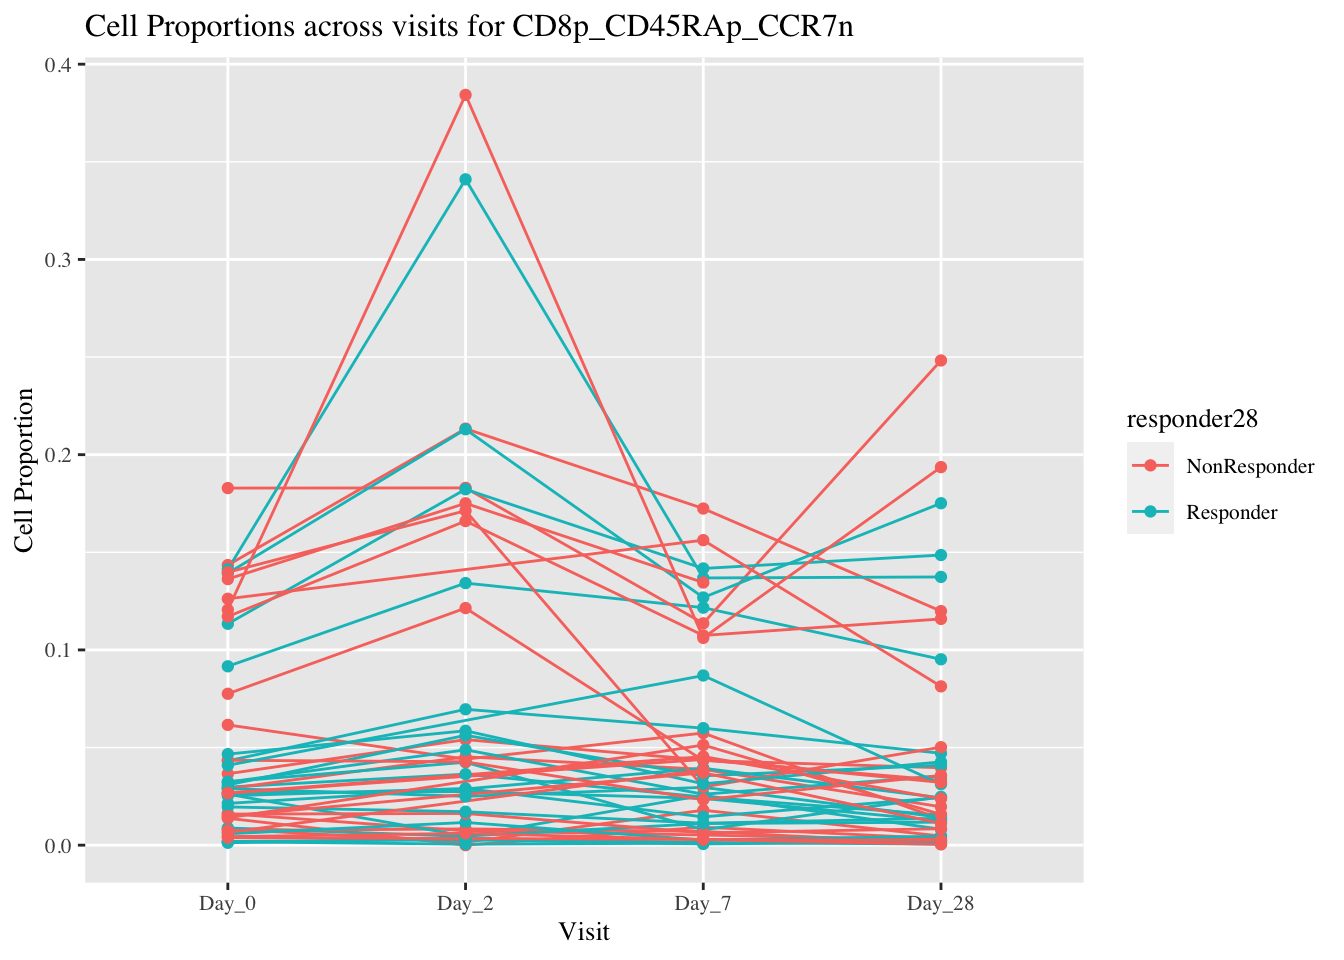 Cell Proportions across visits for CD8p_CD45RAp_CCR7n
0.4
0.3
0.2
0.1
0.0
Cell Proportion
Day_0 Day_2 Day_7 Day_28
Visit
responder28
NonResponder
Responder